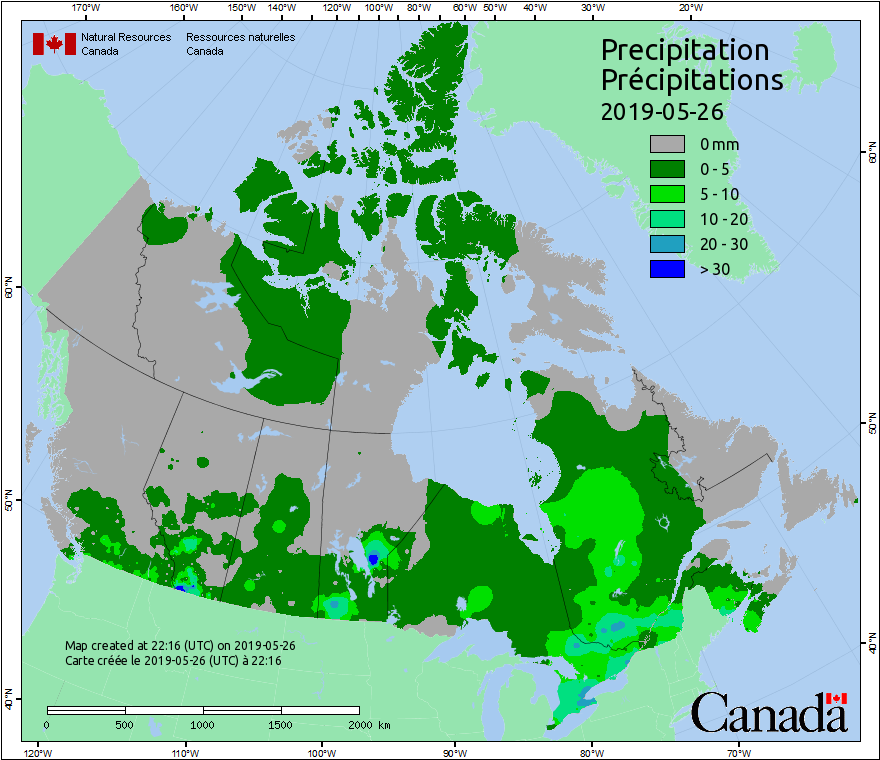 170°W 160°W 150°W 140°W 130°W 120°W 110°W 100°W 90°W 80°W 60°W 50°W 40°W 30°W 20°W
Natural Resources Canada
Ressources naturelles Canada
Precipitation
Précipitations
2019-05-26
0 mm
0 - 5
5 - 10
10 - 20
20 - 30
> 30
60°N
60°N
50°N
50°N
40°N
40°N
Map created at 22:16 (UTC) on 2019-05-26
Carte créée le 2019-05-26 (UTC) à 22:16
0 500 1000 1500 2000 km
Canada
120°W 110°W 100°W 90°W 80°W 70°W